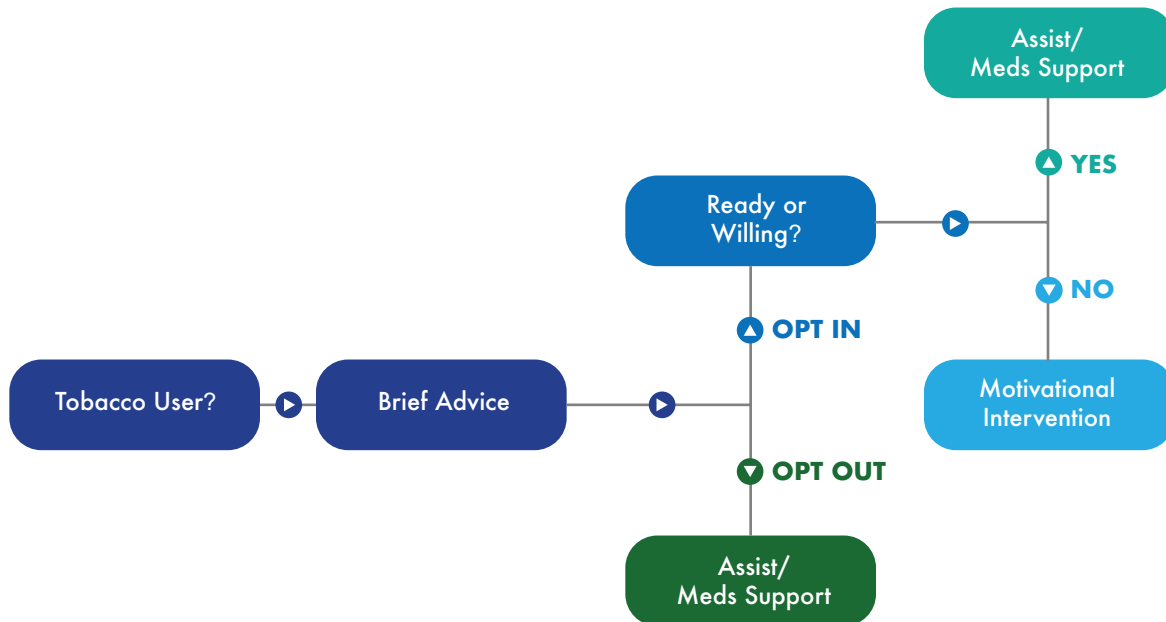 Assist/
Meds Support
YES
Ready or
Willing?
NO
OPT IN
Tobacco User?
Brief Advice
Motivational
Intervention
OPT OUT
Assist/
Meds Support